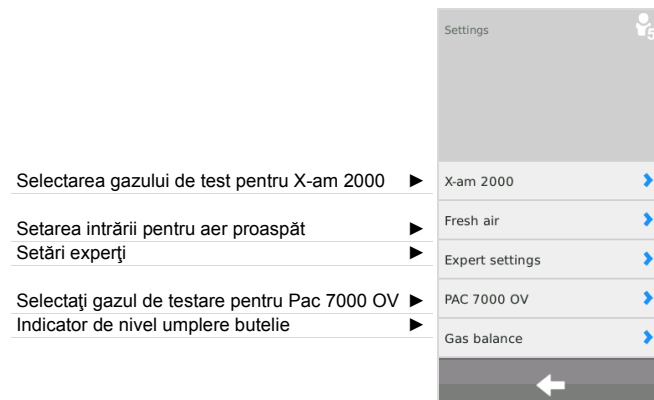 Settings
5
Selectarea gazului de test pentru X-am 2000 ►
X-am 2000
Setarea intrării pentru aer proaspăt ►
Fresh air
Setări experţi ►
Expert settings
Selectaţi gazul de testare pentru Pac 7000 OV ►
PAC 7000 OV
Indicator de nivel umplere butelie ►
Gas balance